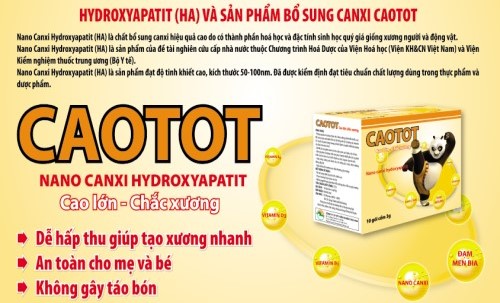 HYDROXYAPATIT (HA) VÀ SẢN PHẨM BỔ SUNG CANXI CAOTOT
Nano Canxi Hydroxyapatit (HA) là chất bổ sung canxi hiệu quả cao do có thành phần hoá học và đặc tính sinh học quý giá giống xương người và động vật.
Nano Canxi Hydroxyapatit (HA) là sản phẩm của đề tài nghiên cứu cấp nhà nước thuộc Chương trình Hoá Dược của Viện Hoá học (Viện KH&CN Việt Nam) và Viện
Kiểm nghiệm thuốc trung ương (Bộ Y tế).
Nano Canxi Hydroxyapatit (HA) là sản phẩm đạt độ tinh khiết cao, kích thước 50-100nm. Đã được kiểm định đạt tiêu chuẩn chất lượng dùng trong thực phẩm và
dược phẩm.
CAOTOT
NANO CANXI HYDROXYAPATIT
Cao lớn - Chắc xương
Dễ hấp thu giúp tạo xương nhanh
An toàn cho mẹ và bé
Không gây táo bón
CAOTOT
Nano canxi hydroxyapatit
10 gói cốm 3g
VITAMIN D3
NANO CANXI
ĐẠM
MEN BIA